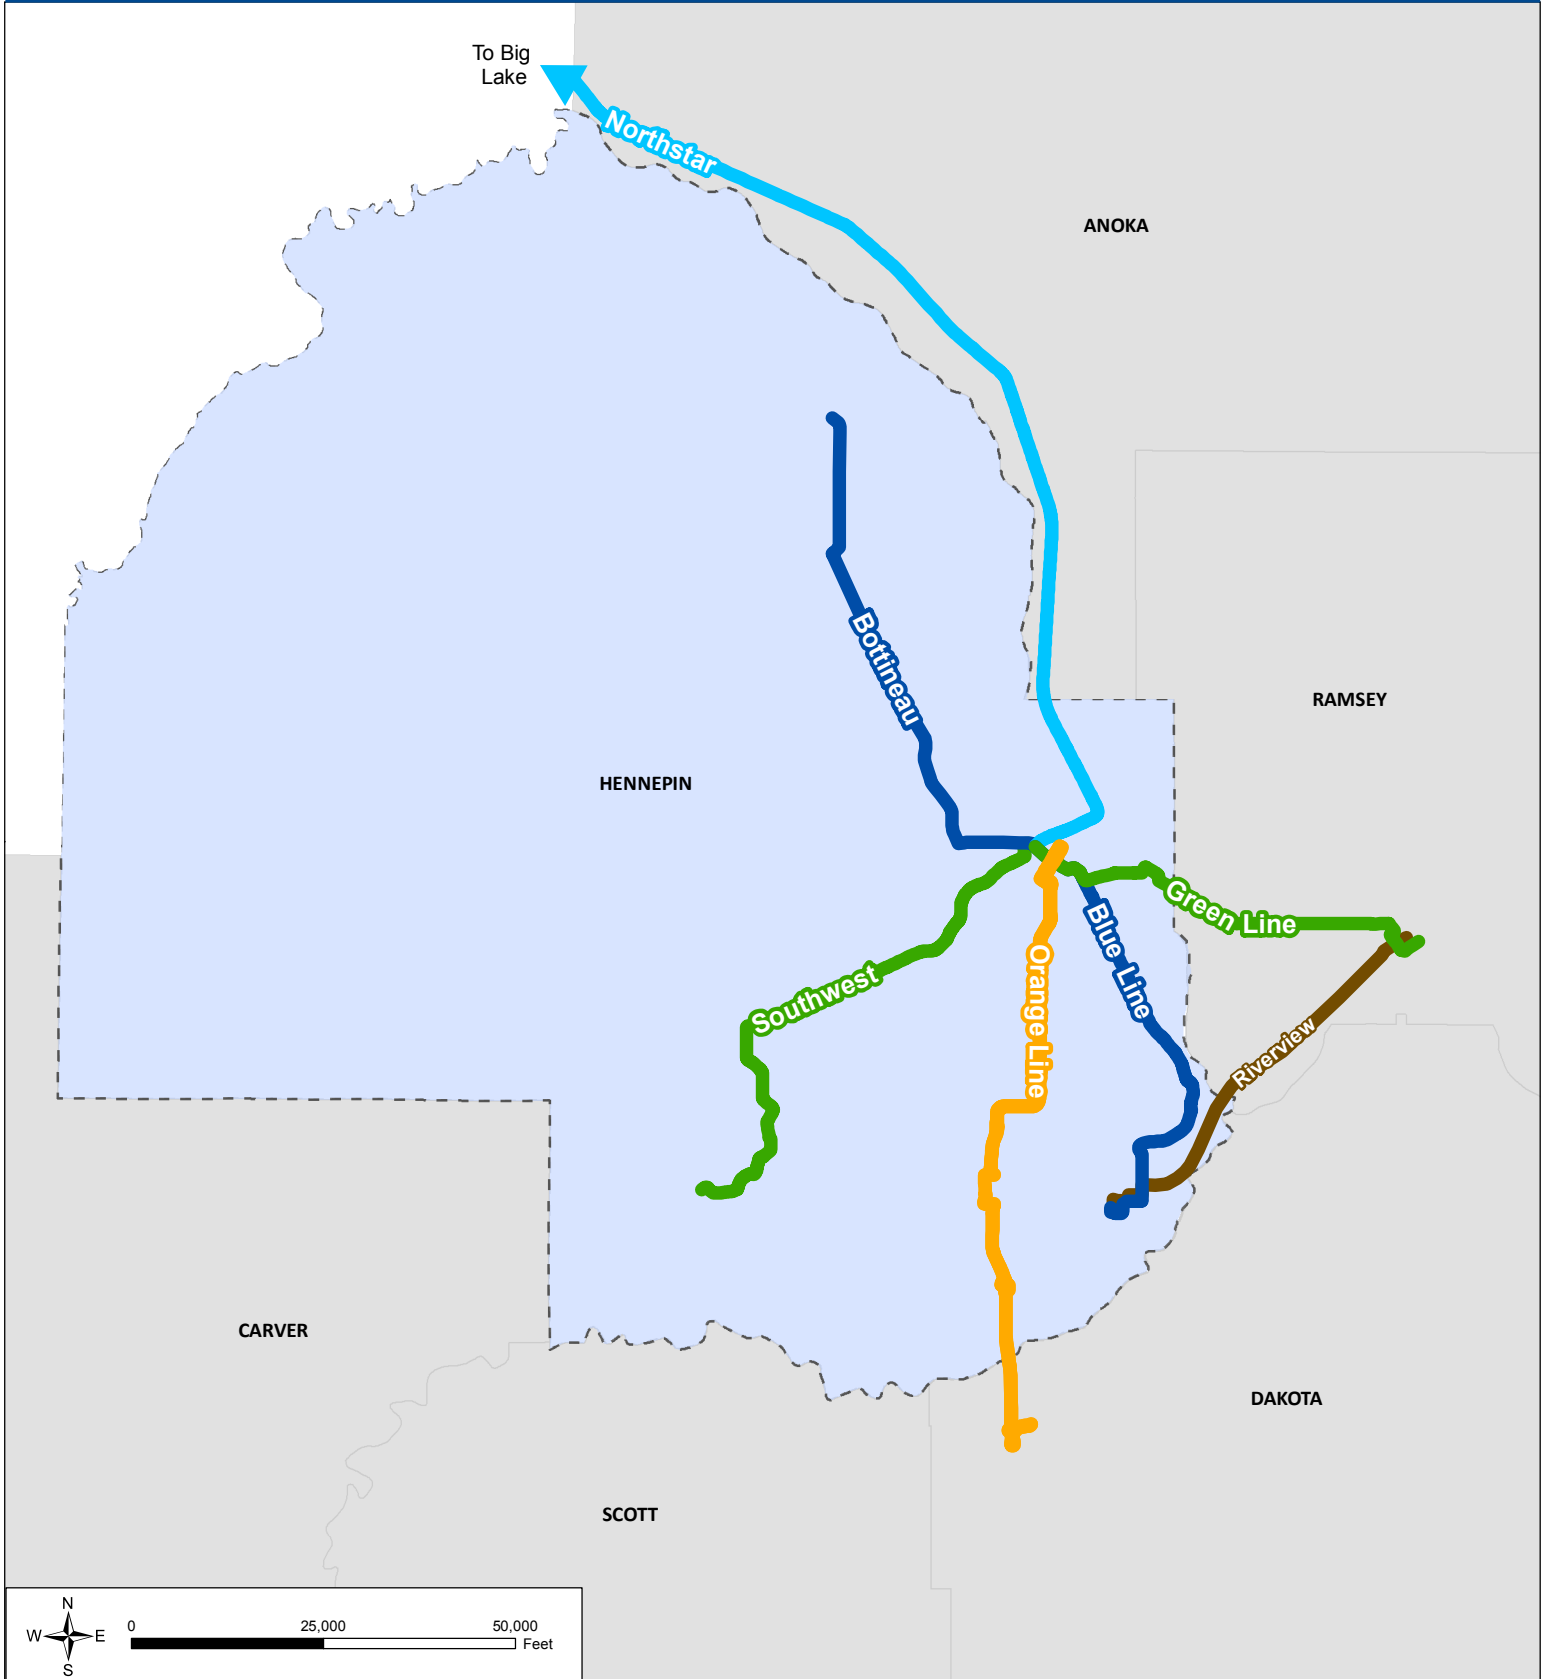 To Big
Lake
Northstar
ANOKA
Bottineau
RAMSEY
HENNEPIN
Green Line
Blue Line
Orange Line
Southwest
Riverview
CARVER
DAKOTA
SCOTT
N
W
E
S
0
25,000
50,000
Feet